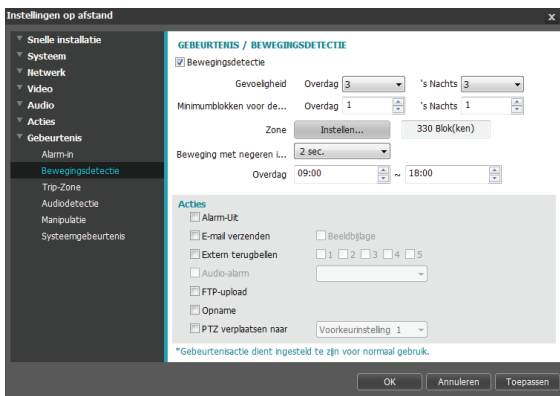 Instellingen op afstand x
Snelle installatie
Systeem
Netwerk
Video
Audio
Acties
Gebeurtenis
Alarm-in
Bewegingsdetectie
Trip-Zone
Audiodetectie
Manipulatie
Systeemgebeurtenis
GEBEURTENIS / BEWEGINGSDETECTIE
Bewegingsdetectie
Gevoeligheid Overdag 3 's Nachts 3
Minimumblokken voor de... Overdag 1 's Nachts 1
Zone Instellen... 330 Blok(ken)
Beweging met negeren i... 2 sec.
Overdag 09:00 ~ 18:00
Acties
Alarm-Uit
E-mail verzenden Beeldbijlage
Extern terugbellen 1 2 3 4 5
Audio-alarm
FTP-upload
Opname
PTZ verplaatsen naar Voorkeurinstelling 1
*Gebeurtenisactie dient ingesteld te zijn voor normaal gebruik.
OK Annuleren Toepassen